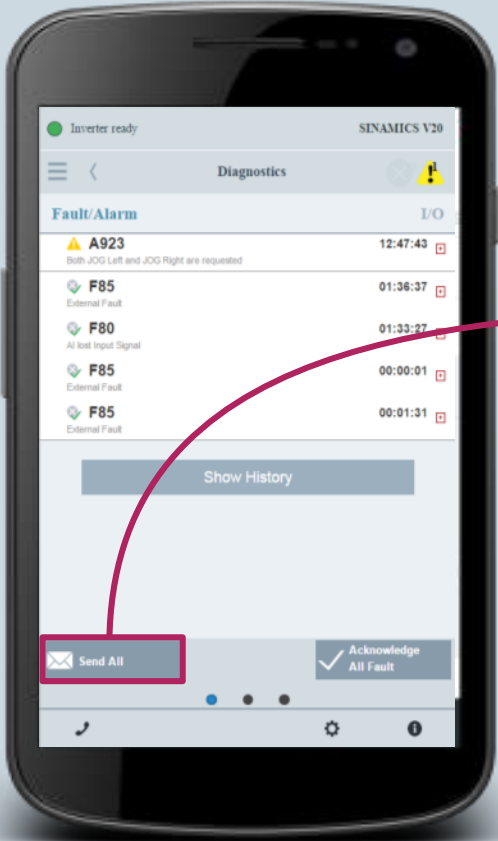 Inverter ready SINAMICS V20
Diagnostics
Fault/Alarm I/O
A923 12:47:43
Both JOG Left and JOG Right are requested
F85 01:36:37
External Fault
F80 01:33:27
AI lost Input Signal
F85 00:00:01
External Fault
F85 00:01:31
External Fault
Show History
Send All
Acknowledge
All Fault